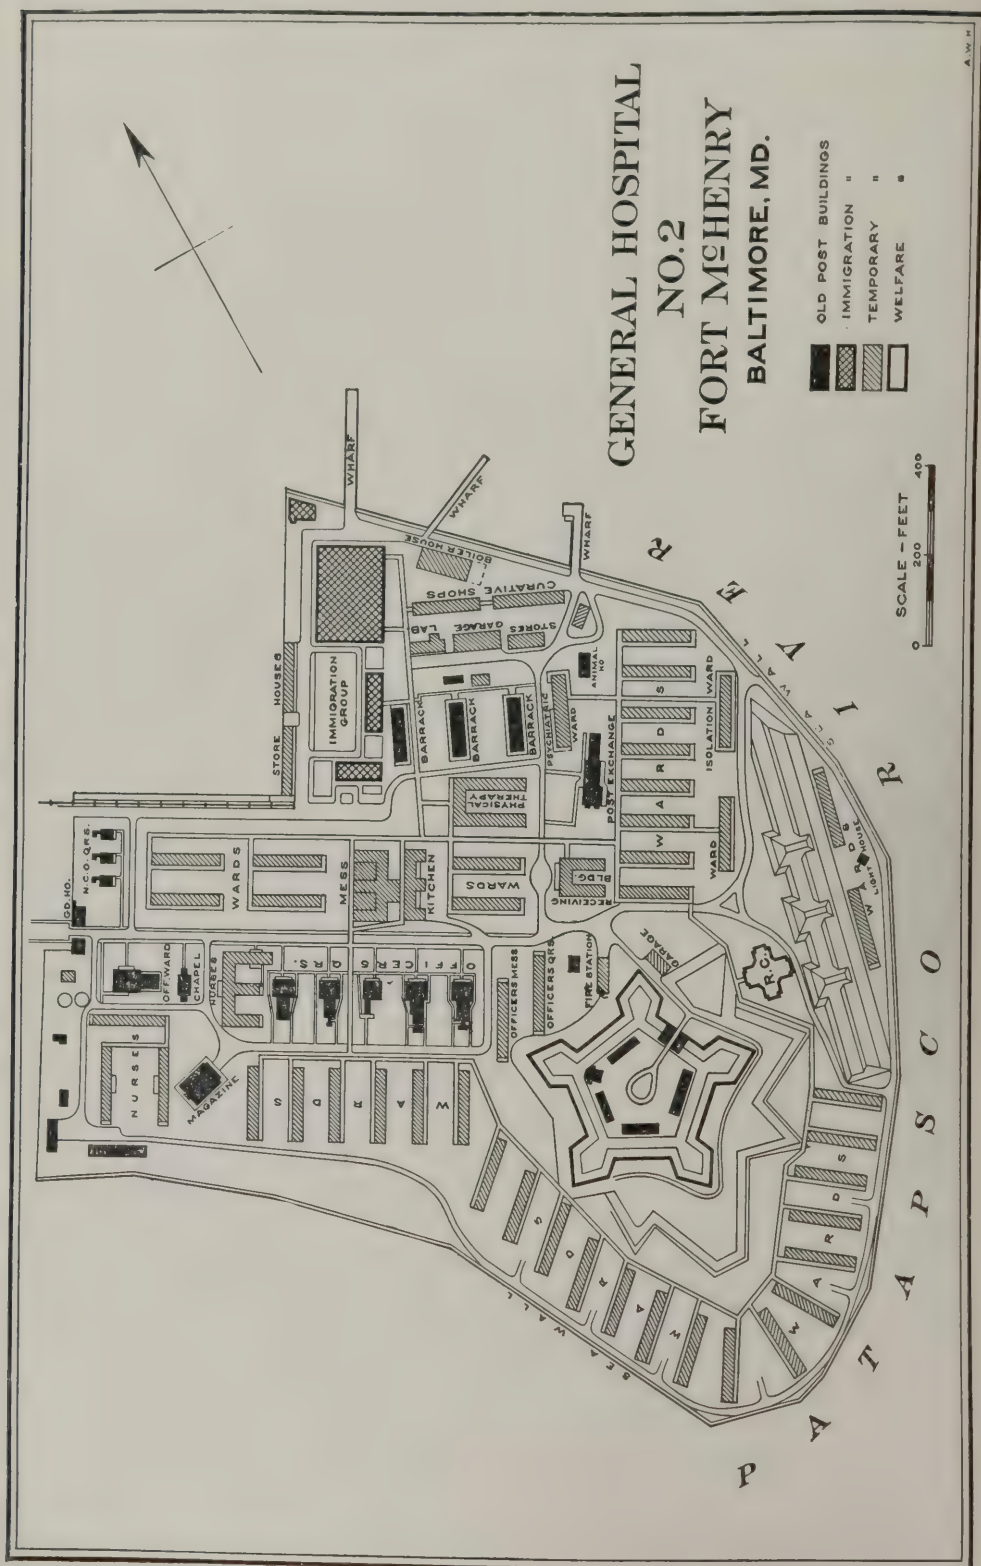 GENERAL HOSPITAL
NO. 2
FORT McHENRY
BALTIMORE, MD.
OLD POST BUILDINGS
IMMIGRATION "
TEMPORARY "
WELFARE "
SCALE - FEET
0 200 400
A.W.H
PATAPSCO RIVER
WHARF
WHARF
WHARF
BOILER HOUSE
CURATIVE SHOPS
LAB.
GARAGE
STORES
STORE HOUSES
IMMIGRATION
GROUP
BARRACK
BARRACK
BARRACK
ANIMAL
HO
PSYCHIATRIC
WARD
POST EXCHANGE
PHYSICAL
THERAPY
WARDS
ISOLATION WARD
WARD
SEA WALL
WARDS
LIGHT HOUSE
GD. HO.
N.C.O. QRS.
WARDS
MESS
KITCHEN
WARDS
RECEIVING
BLDG.
OFF. WARD
CHAPEL
NURSES
OFFICERS' QRS.
OFFICERS MESS
OFFICERS QRS
FIRE STATION
GARAGE
R.C.
NURSES
MAGAZINE
WARDS
WARDS
SEA WALL
WARDS